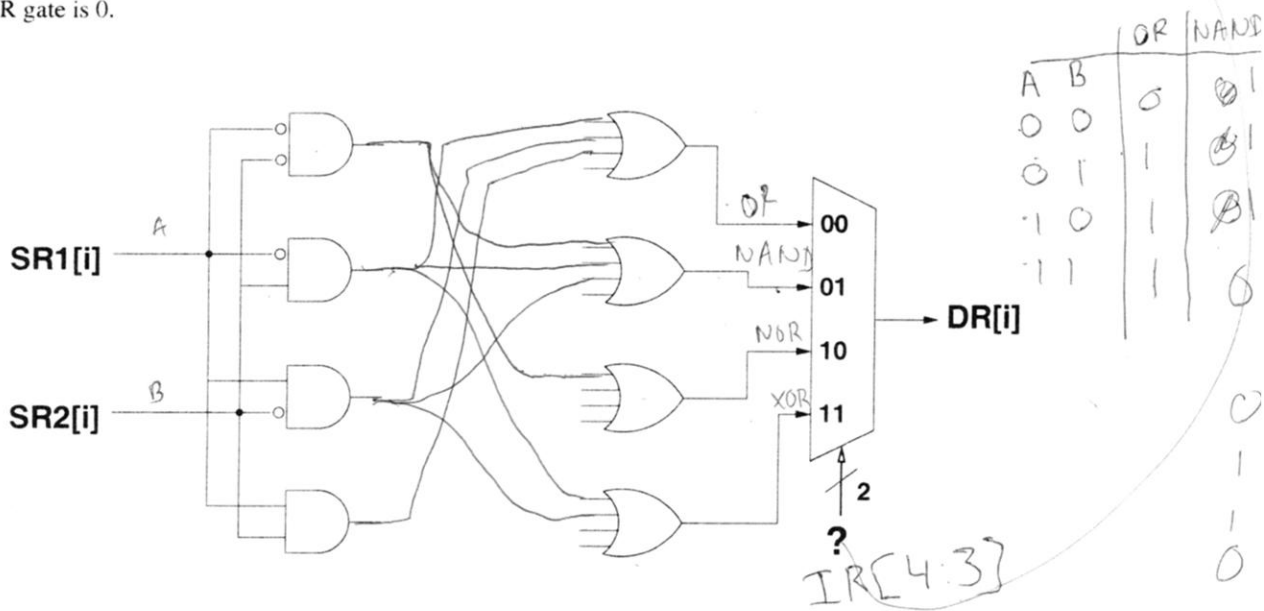 R gate is 0.
OR NAND
A B
0 0 0 1
0 1 1 1
1 0 1 1
1 1 1 0
A
SR1[i]
B
SR2[i]
OR
00
NAND
01
NOR
10
XOR
11
DR[i]
2
?
IR[4:3]
0
1
1
0